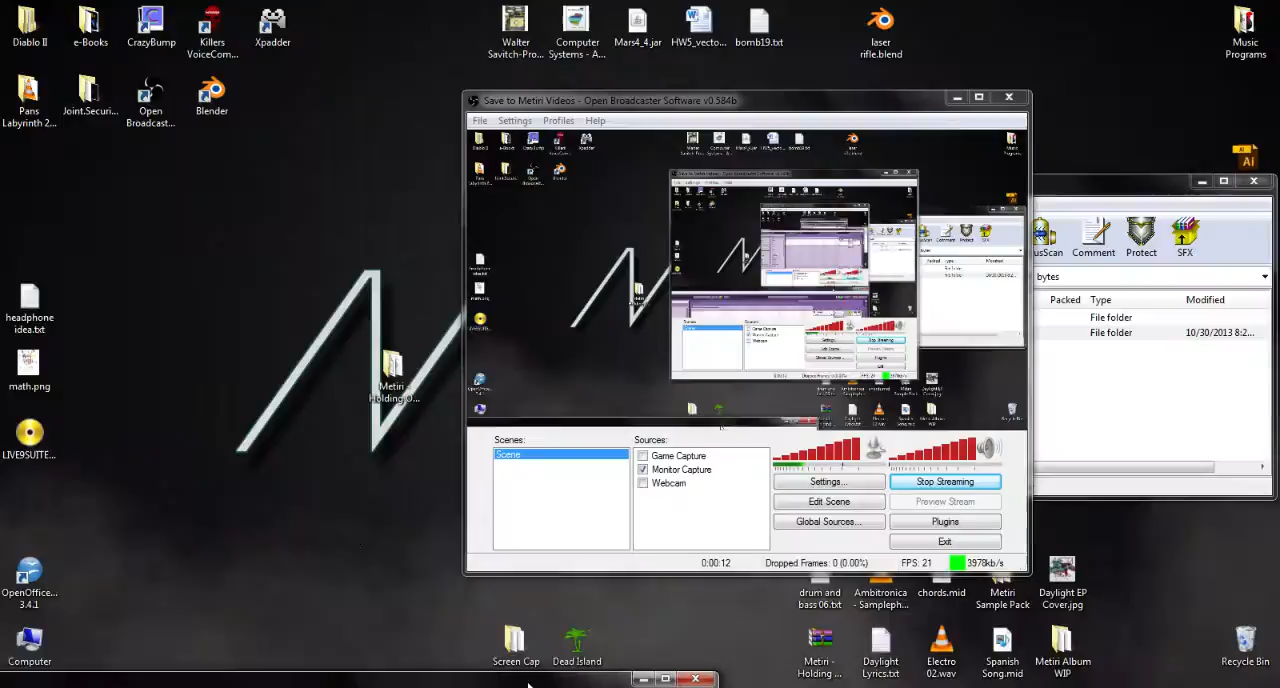 Diablo II
e-Books
CrazyBump
Killers
VoiceCom...
Xpadder
Walter
Savitch-Pro...
Computer
Systems - A...
Mars4_4.jar
HW5_vecto...
bomb19.txt
laser
rifle.blend
Music
Programs
Pans
Labyrinth 2...
Joint.Securi...
Open
Broadcast...
Blender
Save to Metiri Videos - Open Broadcaster Software v0.584b
File Settings Profiles Help
Ai
Comment
Protect
SFX
bytes
Packed Type Modified
File folder
File folder 10/30/2013 8:2...
headphone
idea.txt
math.png
Metiri -
Holding O...
LIVE9SUITE...
Scenes:
Scene
Sources:
Game Capture
Monitor Capture
Webcam
Settings...
Stop Streaming
Edit Scene
Preview Stream
Global Sources...
Plugins
Exit
0:00:12 Dropped Frames: 0 (0.00%) FPS: 21 3978kb/s
OpenOffice...
3.4.1
drum and
bass 06.txt
Ambitronica
- Sampleph...
chords.mid
Metiri
Sample Pack
Daylight EP
Cover.jpg
Computer
Screen Cap
Dead Island
Metiri -
Holding ...
Daylight
Lyrics.txt
Electro
02.wav
Spanish
Song.mid
Metiri Album
WIP
Recycle Bin